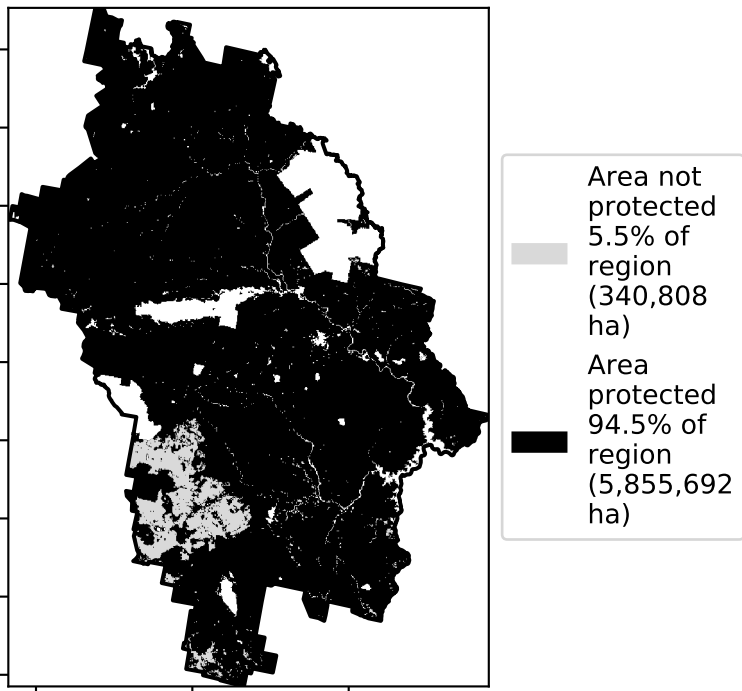 Area not
protected
5.5% of
region
(340,808
ha)
Area
protected
94.5% of
region
(5,855,692
ha)